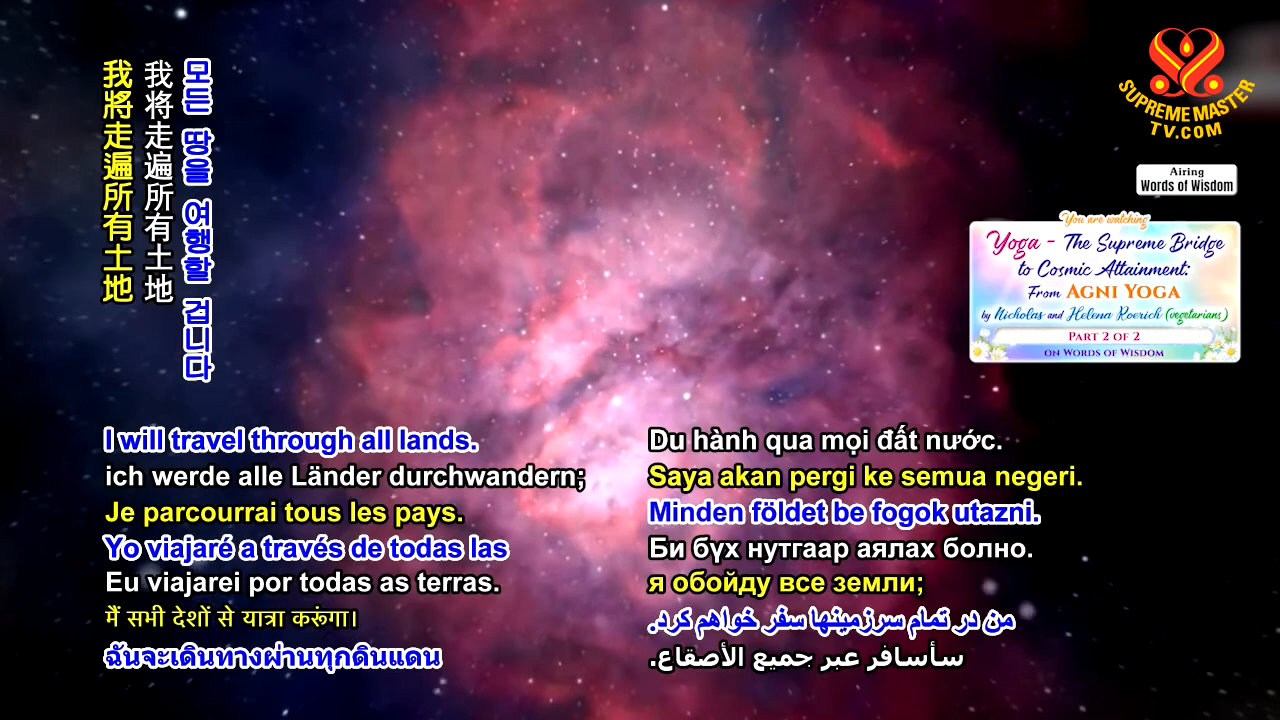 我將走遍所有土地
我将走遍所有土地
모든 땅을 여행할 겁니다
SUPREME MASTER
TV.COM
Airing
Words of Wisdom
You are watching
Yoga - The Supreme Bridge
to Cosmic Attainment:
From AGNI YOGA
by Nicholas and Helena Roerich (vegetarians)
PART 2 OF 2
ON WORDS OF WISDOM
I will travel through all lands.
ich werde alle Länder durchwandern;
Je parcourrai tous les pays.
Yo viajaré a través de todas las
Eu viajarei por todas as terras.
मैं सभी देशों से यात्रा करूंगा।
ฉันจะเดินทางผ่านทุกดินแดน
Du hành qua mọi đất nước.
Saya akan pergi ke semua negeri.
Minden földet be fogok utazni.
Би бүх нутгаар аялах болно.
я обойду все земли;
من در تمام سرزمینها سفر خواهم کرد.
سأسافر عبر جميع الأصقاع.